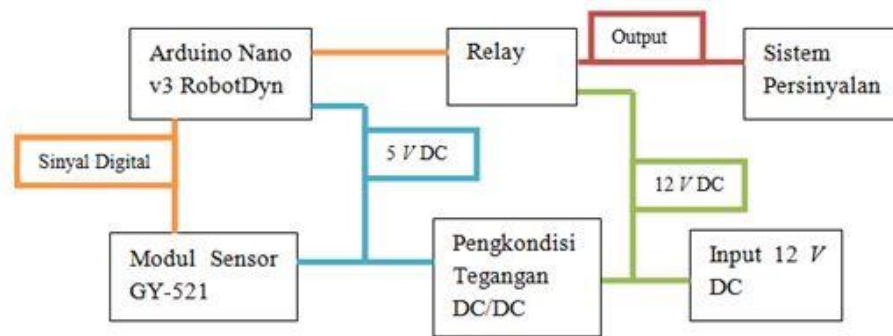 Arduino Nano
v3 RobotDyn
Relay
Output
Sistem
Persinyalan
Sinyal Digital
5 V DC
12 V DC
Modul Sensor
GY-521
Pengkondisi
Tegangan
DC/DC
Input 12 V
DC